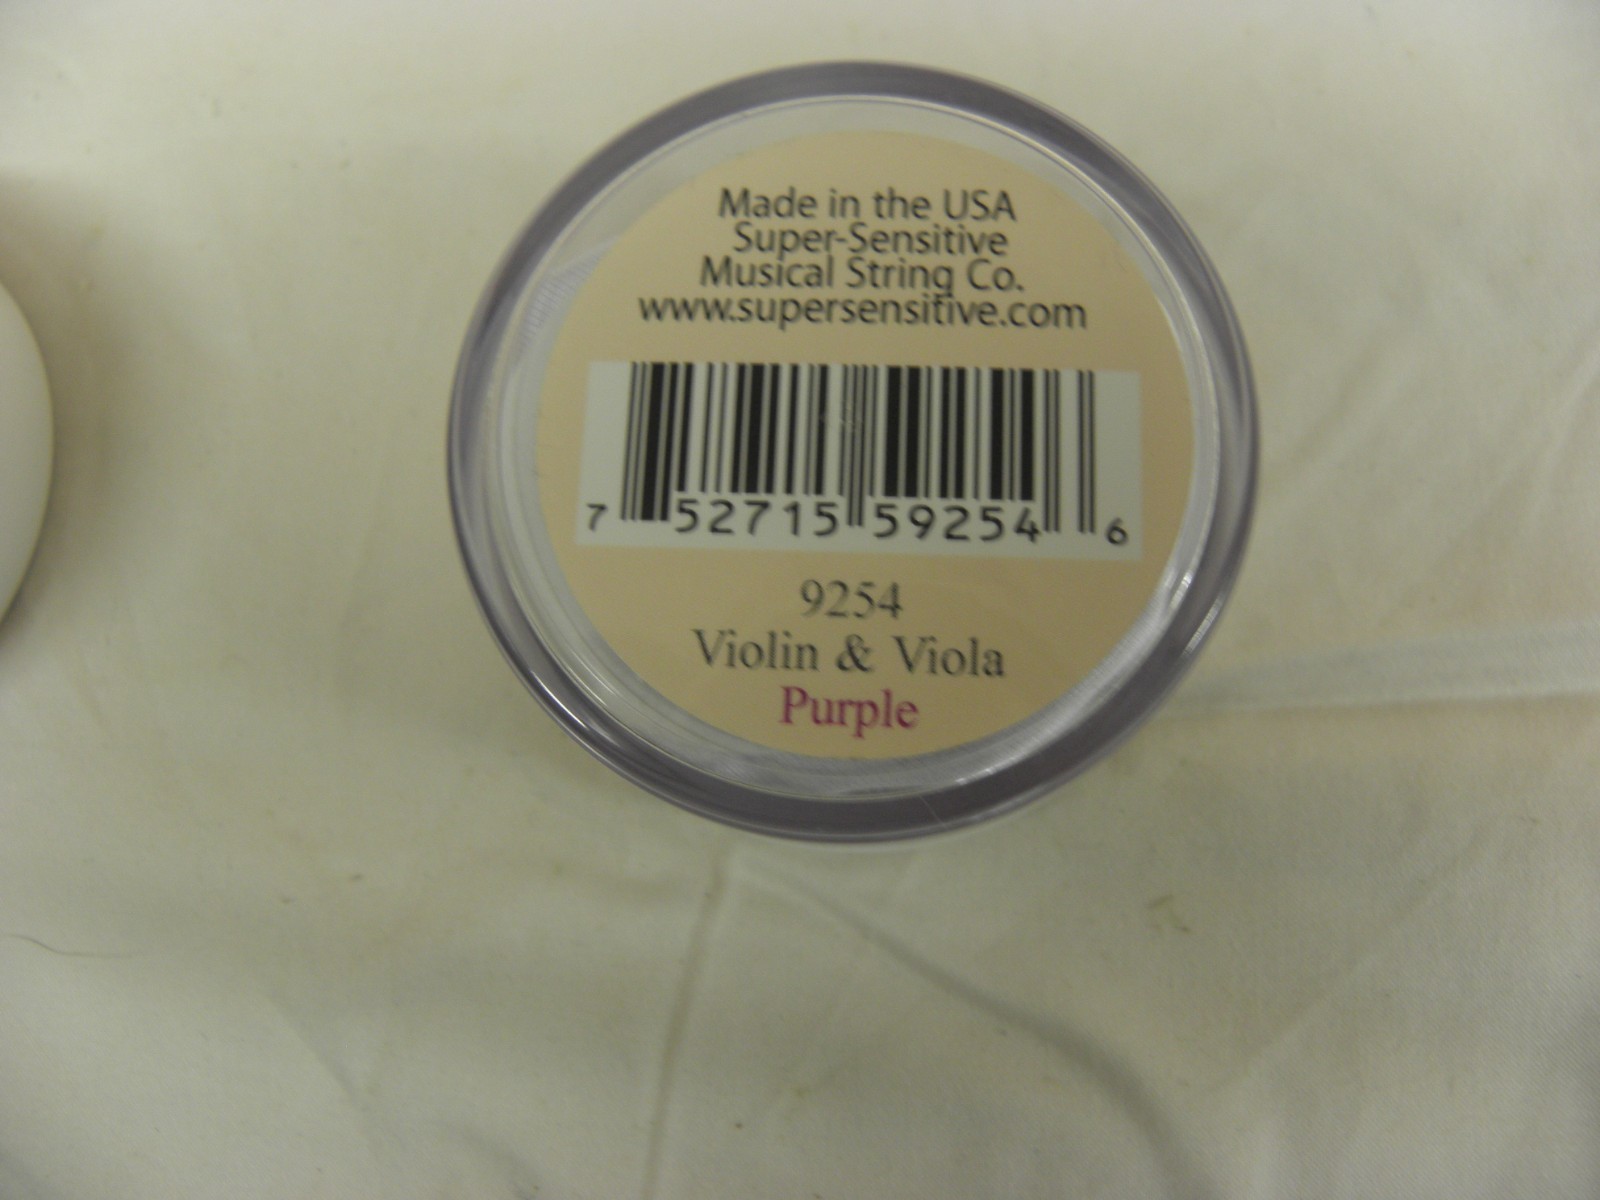 Made in the USA
Super-Sensitive
Musical String Co.
www.supersensitive.com
7 52715 59254 6
9254
Violin & Viola
Purple